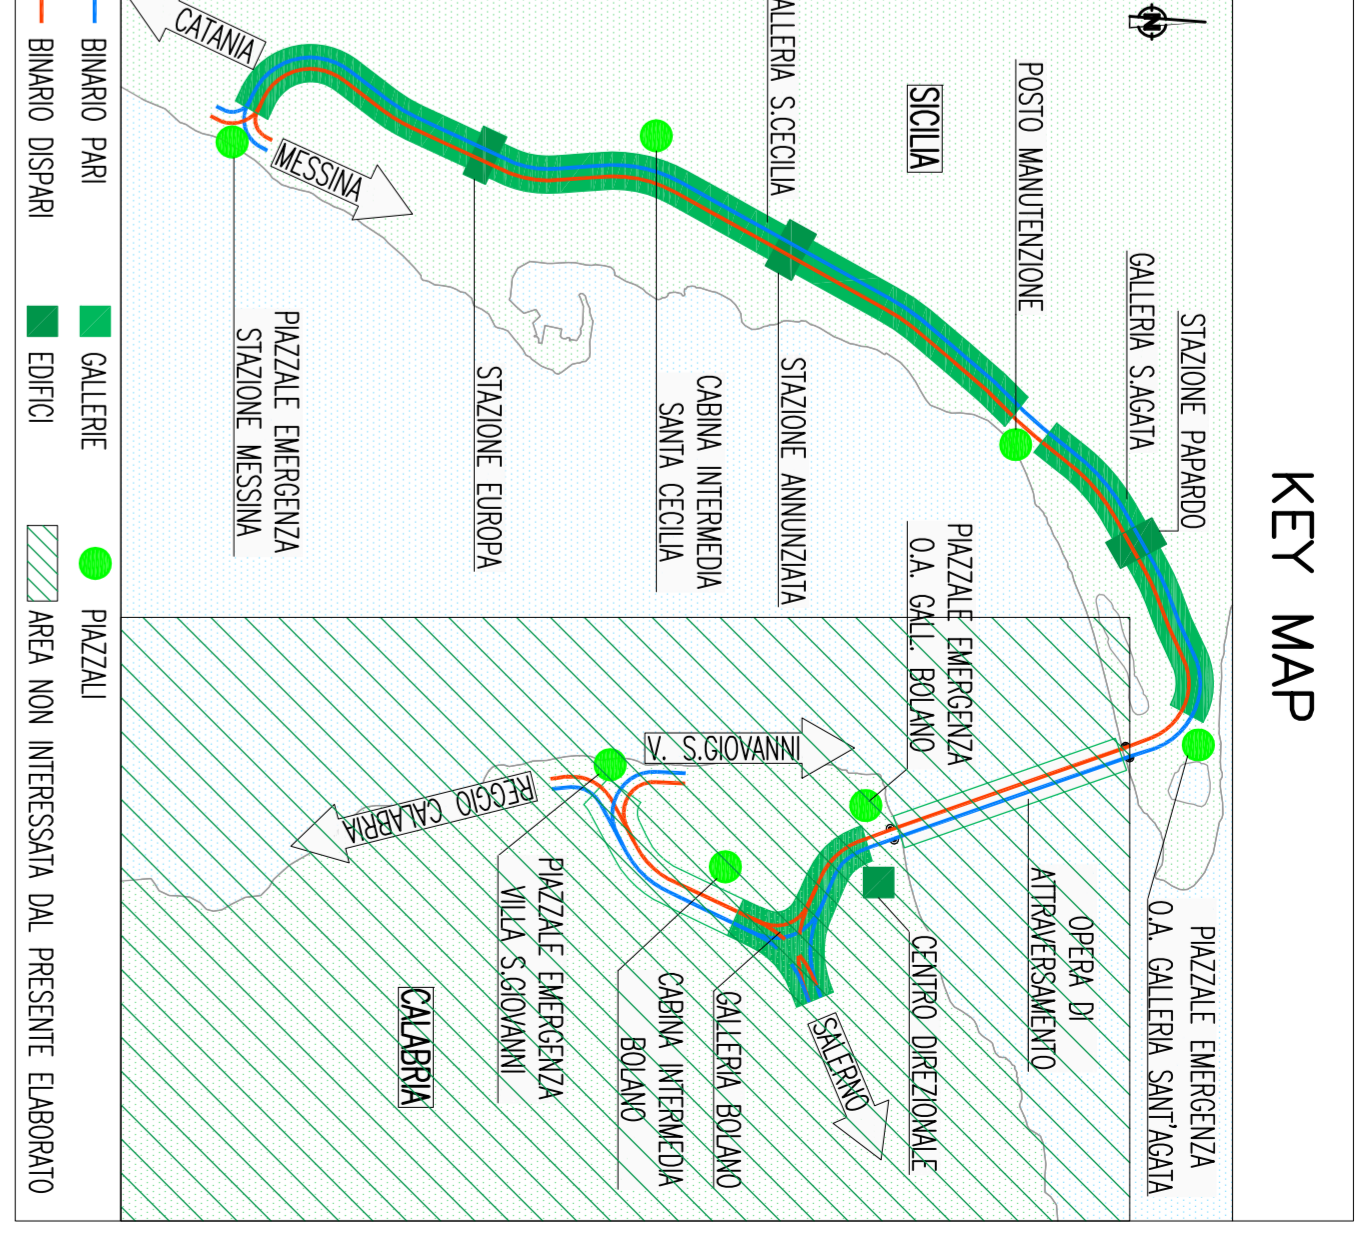 KEY MAP
PIAZZALE EMERGENZA
O.A. GALLERIA SANT'AGATA
STAZIONE PAPARDO
GALLERIA S.AGATA
OPERA DI
ATTRAVERSAMENTO
POSTO MANUTENZIONE
N
SICILIA
PIAZZALE EMERGENZA
O.A. GALL. BOLANO
CENTRO DIREZIONALE
SALERNO
ALLERIA S.CECILIA
STAZIONE ANNUNZIATA
V. S.GIOVANNI
GALLERIA BOLANO
CABINA INTERMEDIA
SANTA CECILIA
CABINA INTERMEDIA
BOLANO
STAZIONE EUROPA
REGGIO CALABRIA
PIAZZALE EMERGENZA
VILLA S.GIOVANNI
CALABRIA
MESSINA
CATANIA
PIAZZALE EMERGENZA
STAZIONE MESSINA
BINARIO PARI
GALLERIE
PIAZZALI
BINARIO DISPARI
EDIFICI
AREA NON INTERESSATA DAL PRESENTE ELABORATO